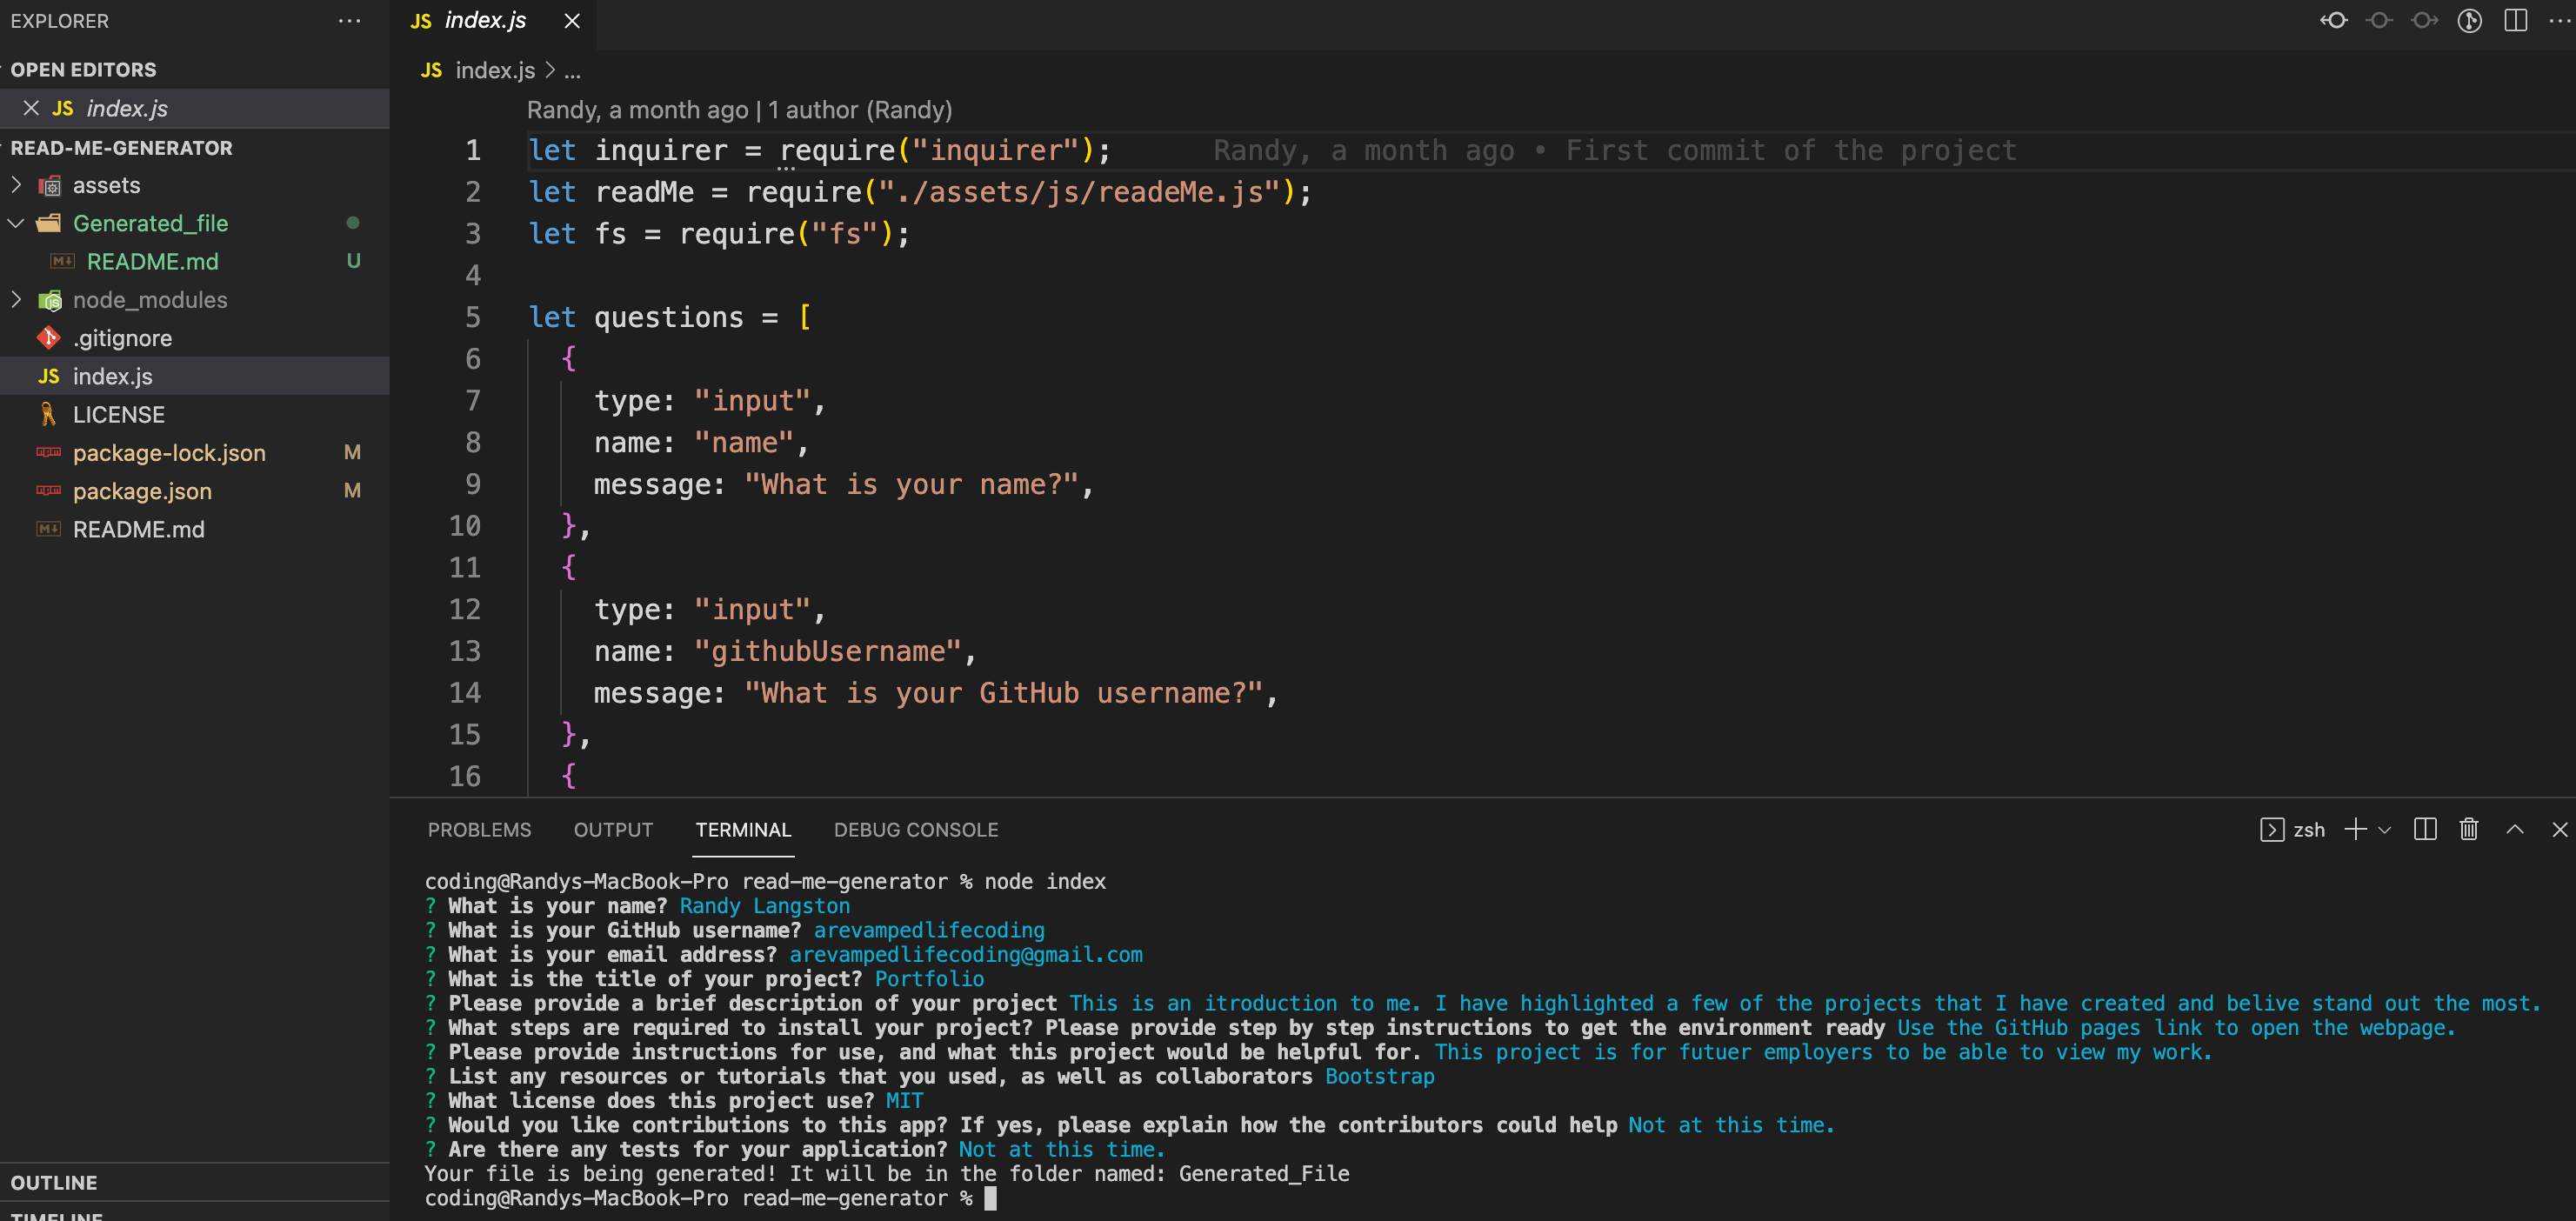 EXPLORER
OPEN EDITORS
JS index.js
READ-ME-GENERATOR
assets
Generated_file
README.md U
node_modules
.gitignore
JS index.js
LICENSE
package-lock.json M
package.json M
README.md
OUTLINE
TIMELINE
JS index.js
JS index.js > ...
Randy, a month ago | 1 author (Randy)
1 let inquirer = require("inquirer"); Randy, a month ago • First commit of the project
2 let readMe = require("./assets/js/readeMe.js");
3 let fs = require("fs");
4
5 let questions = [
6 {
7 type: "input",
8 name: "name",
9 message: "What is your name?",
10 },
11 {
12 type: "input",
13 name: "githubUsername",
14 message: "What is your GitHub username?",
15 },
16 {
PROBLEMS OUTPUT TERMINAL DEBUG CONSOLE zsh
coding@Randys-MacBook-Pro read-me-generator % node index
? What is your name? Randy Langston
? What is your GitHub username? arevampedlifecoding
? What is your email address? arevampedlifecoding@gmail.com
? What is the title of your project? Portfolio
? Please provide a brief description of your project This is an itroduction to me. I have highlighted a few of the projects that I have created and belive stand out the most.
? What steps are required to install your project? Please provide step by step instructions to get the environment ready Use the GitHub pages link to open the webpage.
? Please provide instructions for use, and what this project would be helpful for. This project is for futuer employers to be able to view my work.
? List any resources or tutorials that you used, as well as collaborators Bootstrap
? What license does this project use? MIT
? Would you like contributions to this app? If yes, please explain how the contributors could help Not at this time.
? Are there any tests for your application? Not at this time.
Your file is being generated! It will be in the folder named: Generated_File
coding@Randys-MacBook-Pro read-me-generator %